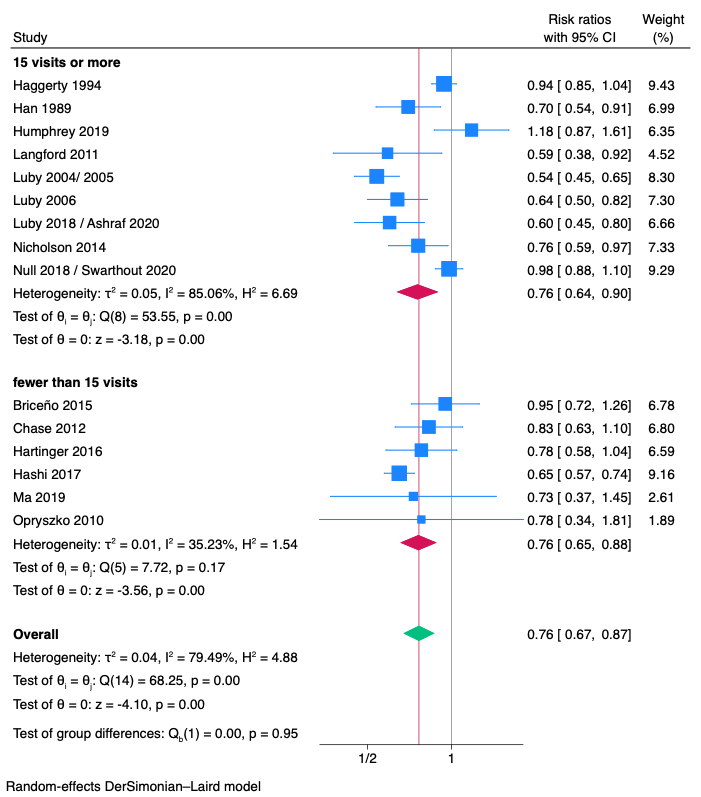 Risk ratios Weight
Study with 95% CI (%)
15 visits or more
Haggerty 1994 0.94 [ 0.85, 1.04] 9.43
Han 1989 0.70 [ 0.54, 0.91] 6.99
Humphrey 2019 1.18 [ 0.87, 1.61] 6.35
Langford 2011 0.59 [ 0.38, 0.92] 4.52
Luby 2004/ 2005 0.54 [ 0.45, 0.65] 8.30
Luby 2006 0.64 [ 0.50, 0.82] 7.30
Luby 2018 / Ashraf 2020 0.60 [ 0.45, 0.80] 6.66
Nicholson 2014 0.76 [ 0.59, 0.97] 7.33
Null 2018 / Swarthout 2020 0.98 [ 0.88, 1.10] 9.29
Heterogeneity: τ² = 0.05, I² = 85.06%, H² = 6.69 0.76 [ 0.64, 0.90]
Test of θᵢ = θⱼ: Q(8) = 53.55, p = 0.00
Test of θ = 0: z = -3.18, p = 0.00
fewer than 15 visits
Briceño 2015 0.95 [ 0.72, 1.26] 6.78
Chase 2012 0.83 [ 0.63, 1.10] 6.80
Hartinger 2016 0.78 [ 0.58, 1.04] 6.59
Hashi 2017 0.65 [ 0.57, 0.74] 9.16
Ma 2019 0.73 [ 0.37, 1.45] 2.61
Opryszko 2010 0.78 [ 0.34, 1.81] 1.89
Heterogeneity: τ² = 0.01, I² = 35.23%, H² = 1.54 0.76 [ 0.65, 0.88]
Test of θᵢ = θⱼ: Q(5) = 7.72, p = 0.17
Test of θ = 0: z = -3.56, p = 0.00
Overall 0.76 [ 0.67, 0.87]
Heterogeneity: τ² = 0.04, I² = 79.49%, H² = 4.88
Test of θᵢ = θⱼ: Q(14) = 68.25, p = 0.00
Test of θ = 0: z = -4.10, p = 0.00
Test of group differences: Q_b(1) = 0.00, p = 0.95
1/2 1
Random-effects DerSimonian–Laird model